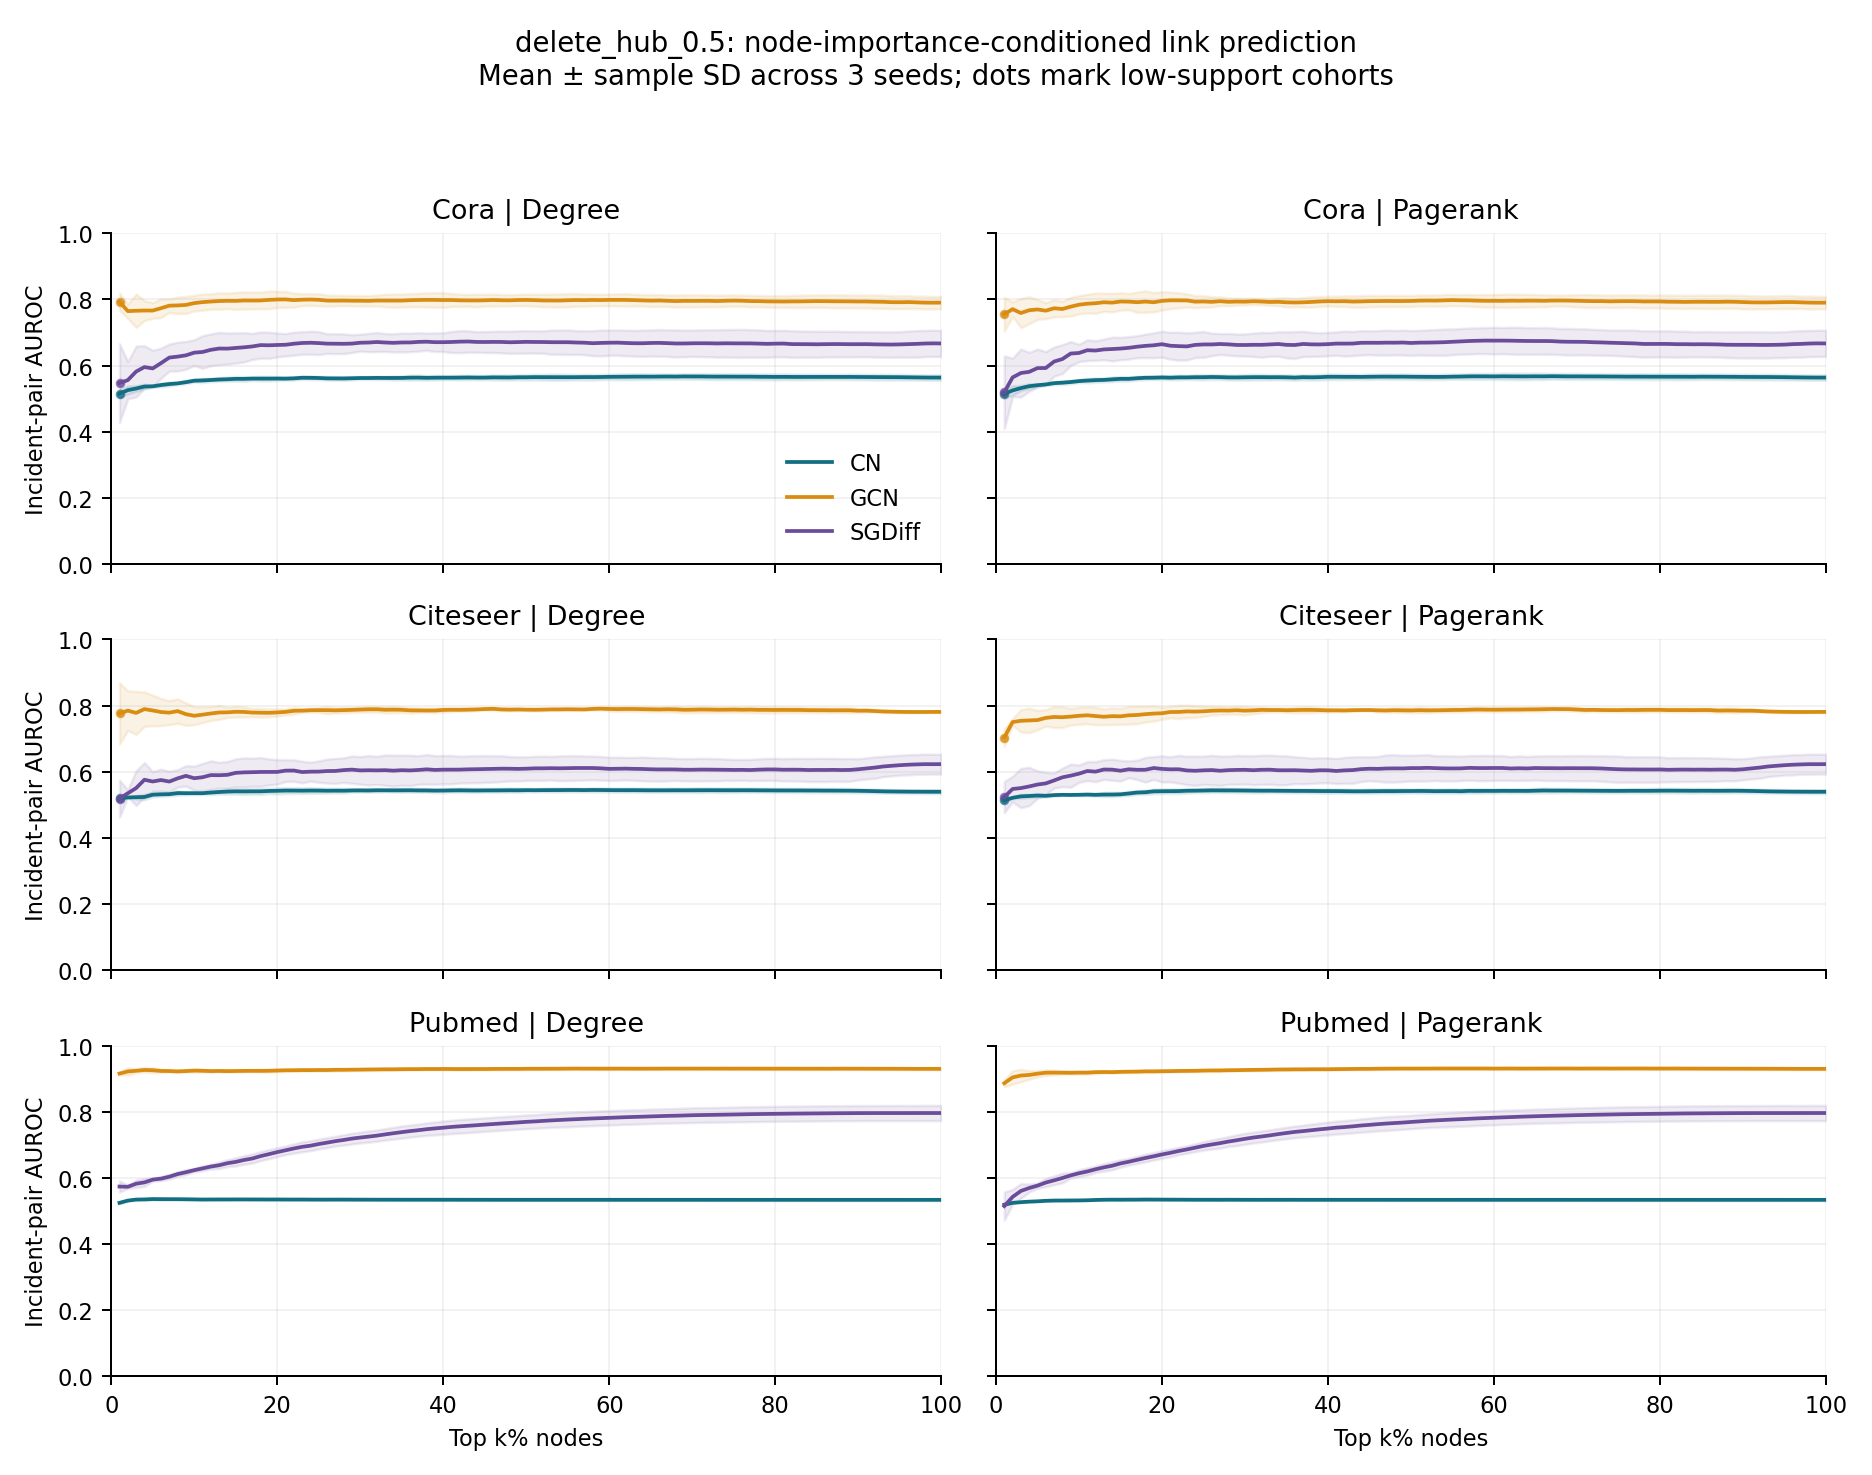 delete_hub_0.5: node-importance-conditioned link prediction
Mean ± sample SD across 3 seeds; dots mark low-support cohorts
Cora | Degree
Cora | Pagerank
Incident-pair AUROC
1.0
0.8
0.6
0.4
0.2
0.0
CN
GCN
SGDiff
Citeseer | Degree
Citeseer | Pagerank
Incident-pair AUROC
1.0
0.8
0.6
0.4
0.2
0.0
Pubmed | Degree
Pubmed | Pagerank
Incident-pair AUROC
1.0
0.8
0.6
0.4
0.2
0.0
0 20 40 60 80 100
0 20 40 60 80 100
Top k% nodes
Top k% nodes